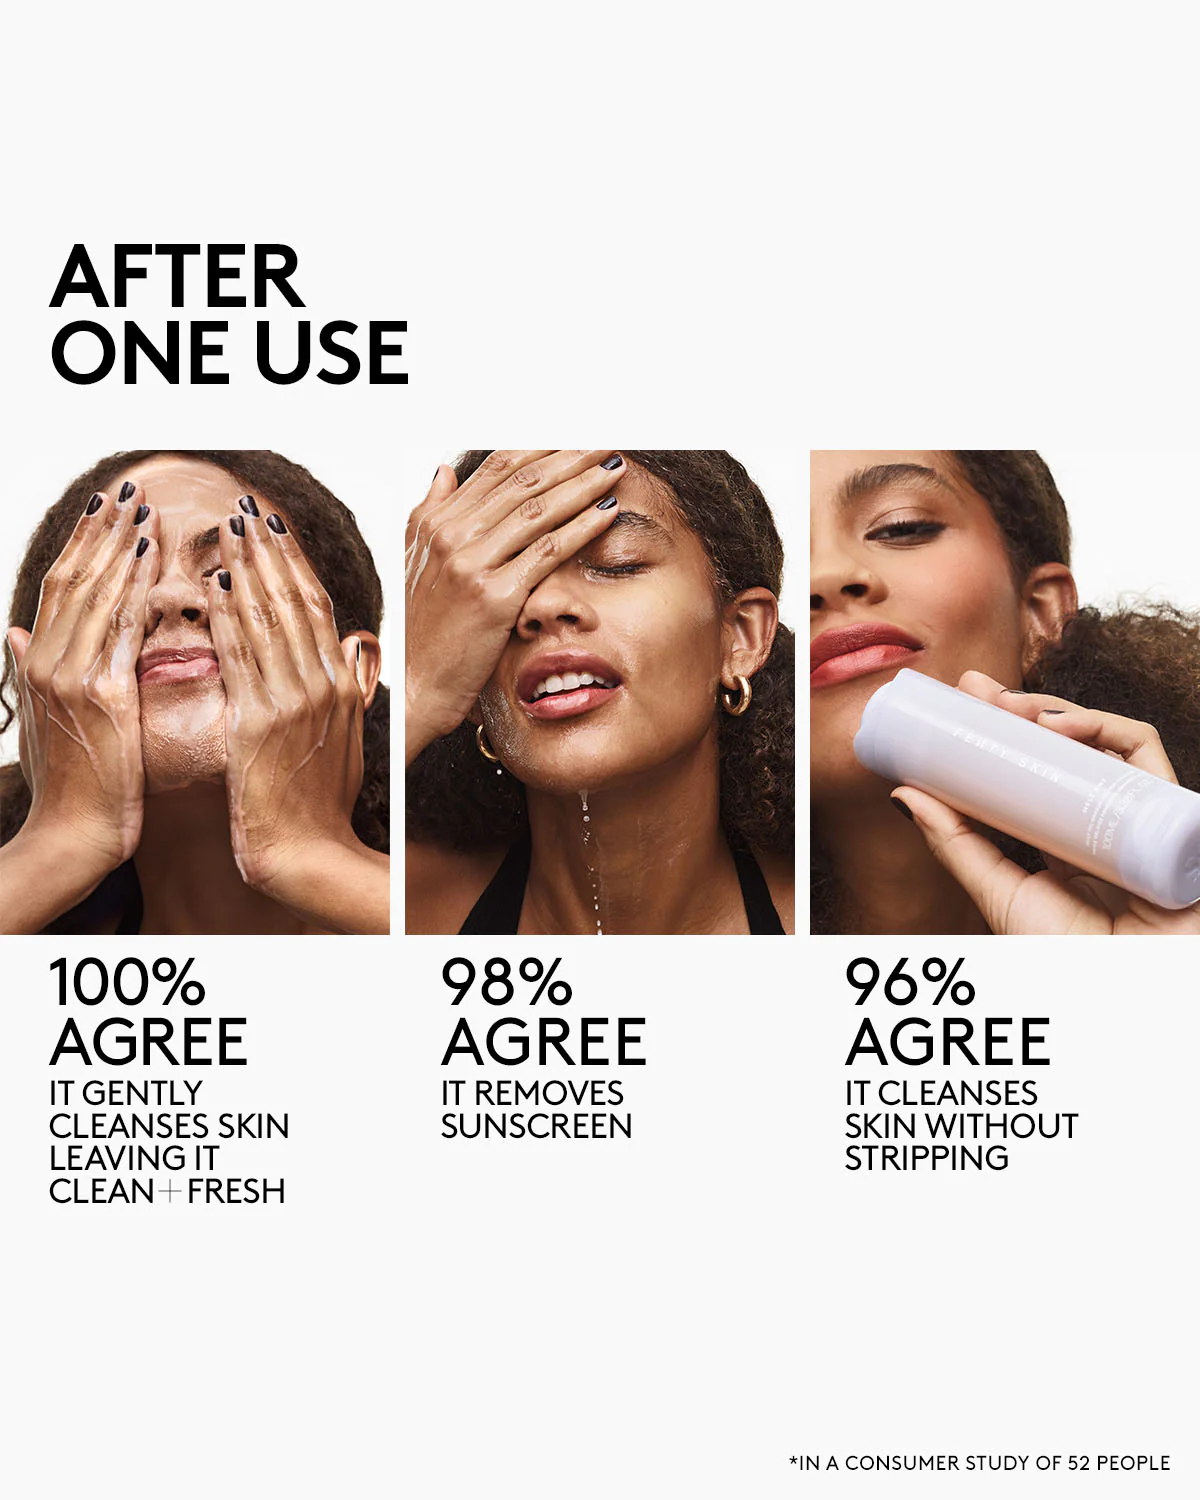 AFTER
ONE USE
FENTY SKIN
100%
AGREE
IT GENTLY
CLEANSES SKIN
LEAVING IT
CLEAN+FRESH
98%
AGREE
IT REMOVES
SUNSCREEN
96%
AGREE
IT CLEANSES
SKIN WITHOUT
STRIPPING
*IN A CONSUMER STUDY OF 52 PEOPLE